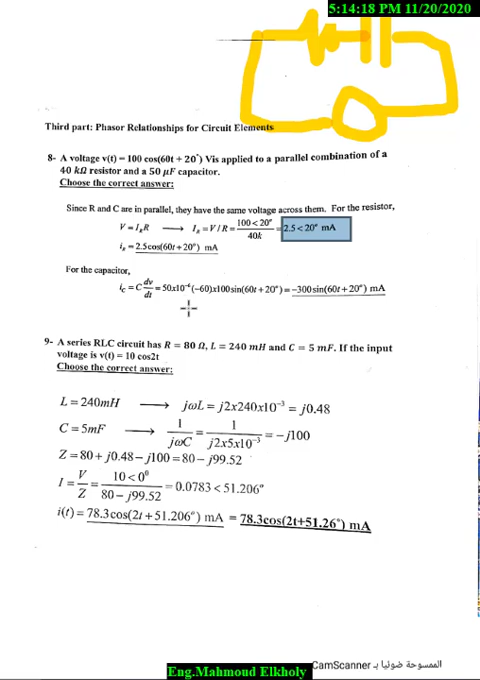 5:14:18 PM 11/20/2020
Third part: Phasor Relationships for Circuit Elements
8- A voltage v(t) = 100 cos(60t + 20°) Vis applied to a parallel combination of a
40 kΩ resistor and a 50 μF capacitor.
Choose the correct answer:
Since R and C are in parallel, they have the same voltage across them. For the resistor,
V = I_R R ⟶ I_R = V / R = 100 < 20° / 40k = 2.5 < 20° mA
i_R = 2.5cos(60t + 20°) mA
For the capacitor,
i_C = C dv/dt = 50x10⁻⁶(−60)x100sin(60t + 20°) = −300sin(60t + 20°) mA
9- A series RLC circuit has R = 80 Ω, L = 240 mH and C = 5 mF. If the input
voltage is v(t) = 10 cos2t
Choose the correct answer:
L = 240mH ⟶ jωL = j2x240x10⁻³ = j0.48
C = 5mF ⟶ 1/jωC = 1/j2x5x10⁻³ = −j100
Z = 80 + j0.48 − j100 = 80 − j99.52
I = V/Z = 10 < 0⁰ / 80 − j99.52 = 0.0783 < 51.206°
i(t) = 78.3cos(2t + 51.206°) mA = 78.3cos(2t+51.26°) mA
الممسوحة ضوئيا بـ CamScanner
Eng.Mahmoud Elkholy